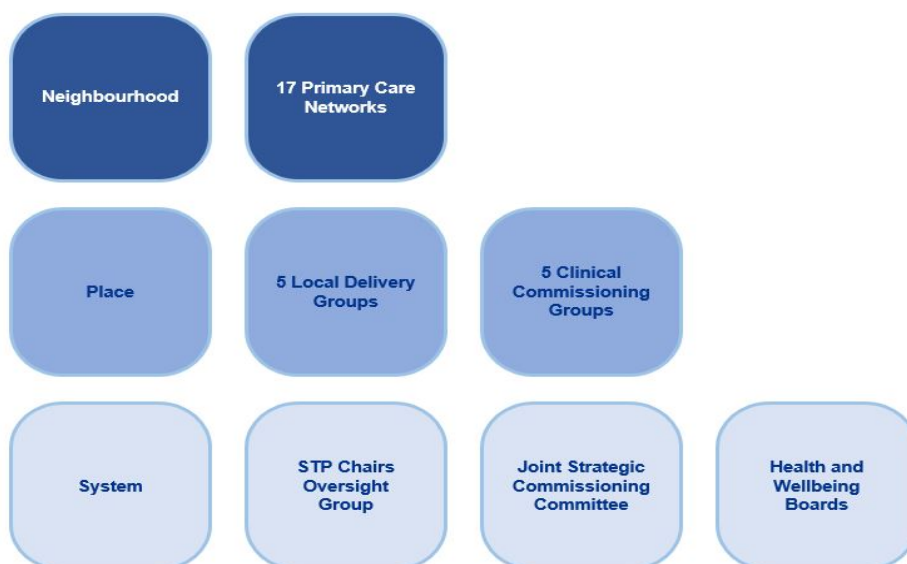 Neighbourhood
17 Primary Care
Networks
Place
5 Local Delivery
Groups
5 Clinical
Commissioning
Groups
System
STP Chairs
Oversight
Group
Joint Strategic
Commissioning
Committee
Health and
Wellbeing
Boards